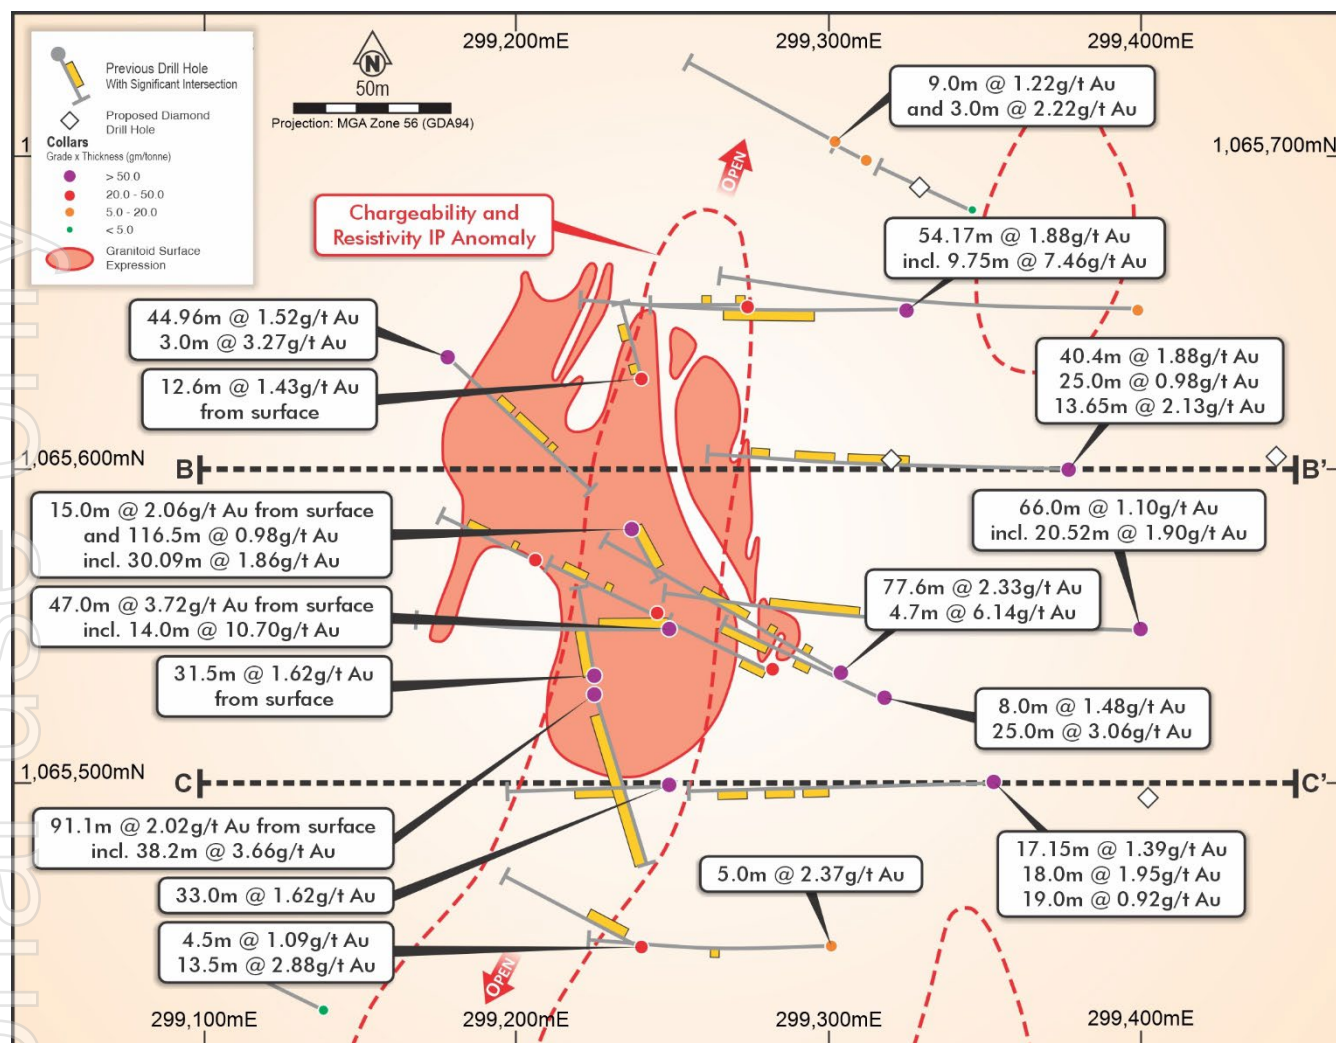 299,200mE
299,300mE
299,400mE
Previous Drill Hole
With Significant Intersection
Proposed Diamond
Drill Hole
Collars
Grade x Thickness (gm/tonne)
> 50.0
20.0 - 50.0
5.0 - 20.0
< 5.0
Granitoid Surface
Expression
N
50m
Projection: MGA Zone 56 (GDA94)
9.0m @ 1.22g/t Au
and 3.0m @ 2.22g/t Au
1,065,700mN
OPEN
Chargeability and
Resistivity IP Anomaly
54.17m @ 1.88g/t Au
incl. 9.75m @ 7.46g/t Au
44.96m @ 1.52g/t Au
3.0m @ 3.27g/t Au
12.6m @ 1.43g/t Au
from surface
40.4m @ 1.88g/t Au
25.0m @ 0.98g/t Au
13.65m @ 2.13g/t Au
1,065,600mN
B
B'
15.0m @ 2.06g/t Au from surface
and 116.5m @ 0.98g/t Au
incl. 30.09m @ 1.86g/t Au
66.0m @ 1.10g/t Au
incl. 20.52m @ 1.90g/t Au
47.0m @ 3.72g/t Au from surface
incl. 14.0m @ 10.70g/t Au
77.6m @ 2.33g/t Au
4.7m @ 6.14g/t Au
31.5m @ 1.62g/t Au
from surface
8.0m @ 1.48g/t Au
25.0m @ 3.06g/t Au
1,065,500mN
C
C'
91.1m @ 2.02g/t Au from surface
incl. 38.2m @ 3.66g/t Au
17.15m @ 1.39g/t Au
18.0m @ 1.95g/t Au
19.0m @ 0.92g/t Au
33.0m @ 1.62g/t Au
5.0m @ 2.37g/t Au
4.5m @ 1.09g/t Au
13.5m @ 2.88g/t Au
OPEN
299,100mE
299,200mE
299,300mE
299,400mE